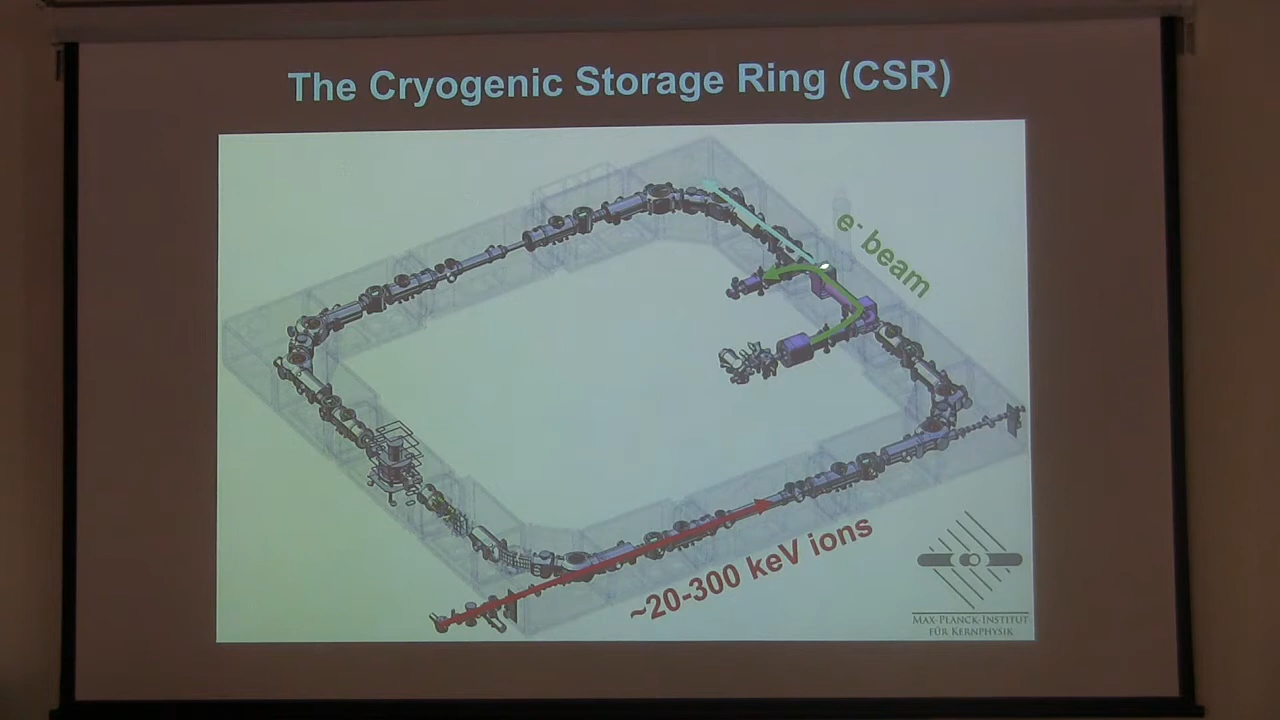 The Cryogenic Storage Ring (CSR)
e- beam
~20-300 keV ions
MAX-PLANCK-INSTITUT
FÜR KERNPHYSIK